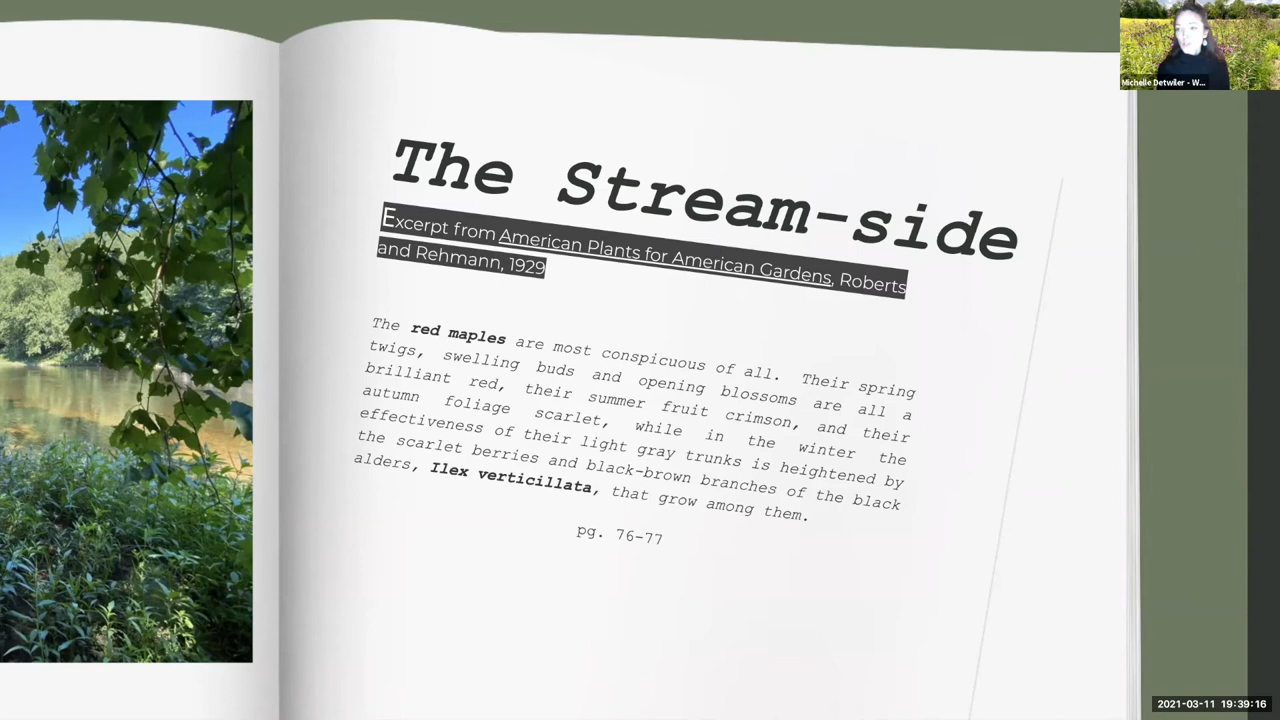 Michelle Detwiler - W...
The Stream-side
Excerpt from American Plants for American Gardens, Roberts
and Rehmann, 1929
The red maples are most conspicuous of all. Their spring
twigs, swelling buds and opening blossoms are all a
brilliant red, their summer fruit crimson, and their
autumn foliage scarlet, while in the winter the
effectiveness of their light gray trunks is heightened by
the scarlet berries and black-brown branches of the black
alders, Ilex verticillata, that grow among them.
pg. 76-77
2021-03-11 19:39:16